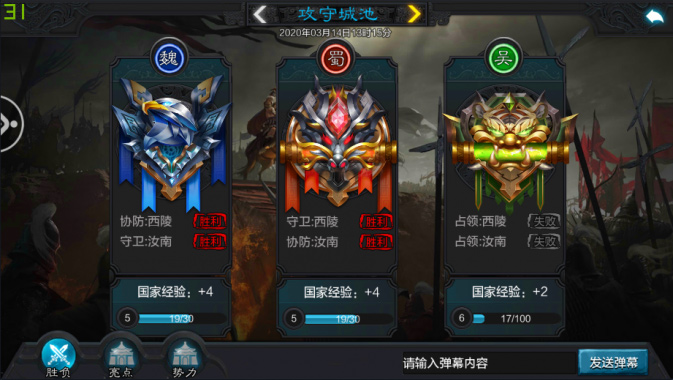 31
攻守城池
2020年03月14日13时15分
魏
协防:西陵 胜利
守卫:汝南 胜利
国家经验：+4
5 19/30
蜀
守卫:西陵 胜利
协防:汝南 胜利
国家经验：+4
5 19/30
吴
占领:西陵 失败
占领:汝南 失败
国家经验：+2
6 17/100
胜负 亮点 势力
请输入弹幕内容 发送弹幕